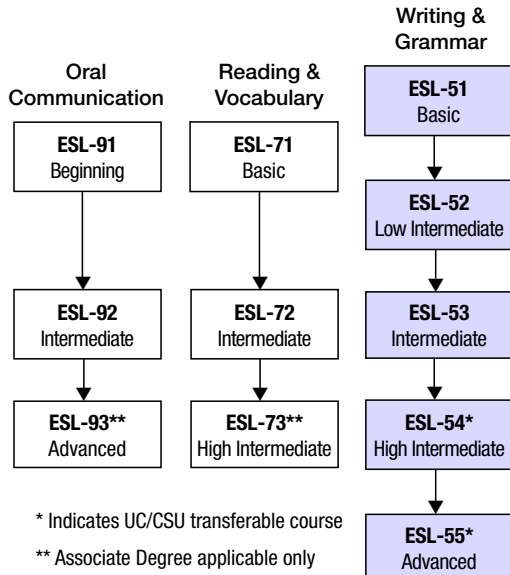 Oral
Communication
ESL-91
Beginning
ESL-92
Intermediate
ESL-93**
Advanced
Reading &
Vocabulary
ESL-71
Basic
ESL-72
Intermediate
ESL-73**
High Intermediate
Writing &
Grammar
ESL-51
Basic
ESL-52
Low Intermediate
ESL-53
Intermediate
ESL-54*
High Intermediate
ESL-55*
Advanced
* Indicates UC/CSU transferable course
** Associate Degree applicable only